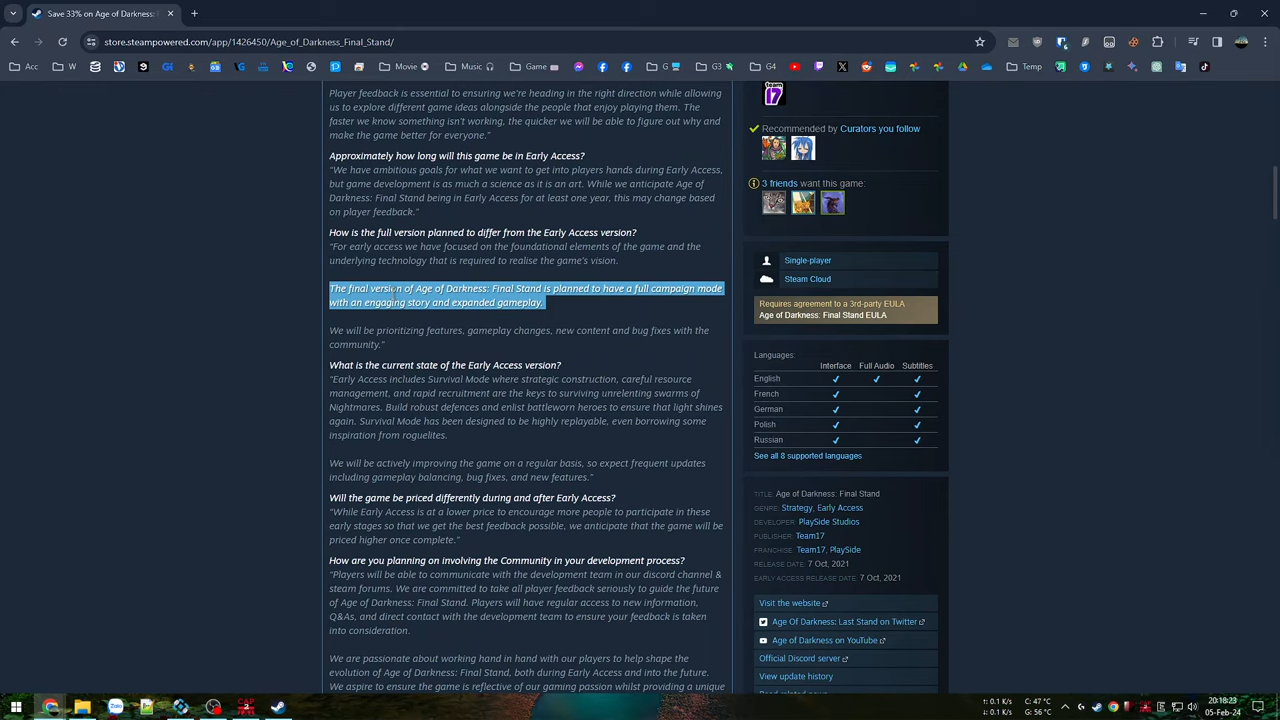 Save 33% on Age of Darkness: F
store.steampowered.com/app/1426450/Age_of_Darkness_Final_Stand/
Acc
W
Movie
Music
Game
G
G3
G4
Temp
Player feedback is essential to ensuring we're heading in the right direction while allowing
us to explore different game ideas alongside the people that enjoy playing them. The
faster we know something isn't working, the quicker we will be able to figure out why and
make the game better for everyone."
Approximately how long will this game be in Early Access?
"We have ambitious goals for what we want to get into players hands during Early Access,
but game development is as much a science as it is an art. While we anticipate Age of
Darkness: Final Stand being in Early Access for at least one year, this may change based
on player feedback."
How is the full version planned to differ from the Early Access version?
"For early access we have focused on the foundational elements of the game and the
underlying technology that is required to realise the game's vision.
The final version of Age of Darkness: Final Stand is planned to have a full campaign mode
with an engaging story and expanded gameplay.
We will be prioritizing features, gameplay changes, new content and bug fixes with the
community."
What is the current state of the Early Access version?
"Early Access includes Survival Mode where strategic construction, careful resource
management, and rapid recruitment are the keys to surviving unrelenting swarms of
Nightmares. Build robust defences and enlist battleworn heroes to ensure that light shines
again. Survival Mode has been designed to be highly replayable, even borrowing some
inspiration from roguelites.
We will be actively improving the game on a regular basis, so expect frequent updates
including gameplay balancing, bug fixes, and new features."
Will the game be priced differently during and after Early Access?
"While Early Access is at a lower price to encourage more people to participate in these
early stages so that we get the best feedback possible, we anticipate that the game will be
priced higher once complete."
How are you planning on involving the Community in your development process?
"Players will be able to communicate with the development team in our discord channel &
steam forums. We are committed to take all player feedback seriously to guide the future
of Age of Darkness: Final Stand. Players will have regular access to new information,
Q&As, and direct contact with the development team to ensure your feedback is taken
into consideration.
We are passionate about working hand in hand with our players to help shape the
evolution of Age of Darkness: Final Stand, both during Early Access and into the future.
We aspire to ensure the game is reflective of our gaming passion whilst providing a unique
team
17
Recommended by Curators you follow
3 friends want this game:
Single-player
Steam Cloud
Requires agreement to a 3rd-party EULA
Age of Darkness: Final Stand EULA
Languages:
Interface Full Audio Subtitles
English
French
German
Polish
Russian
See all 8 supported languages
TITLE: Age of Darkness: Final Stand
GENRE: Strategy, Early Access
DEVELOPER: PlaySide Studios
PUBLISHER: Team17
FRANCHISE: Team17, PlaySide
RELEASE DATE: 7 Oct, 2021
EARLY ACCESS RELEASE DATE: 7 Oct, 2021
Visit the website
Age Of Darkness: Last Stand on Twitter
Age of Darkness on YouTube
Official Discord server
View update history
Read related news
Zalo
↑: 0.1 K/s
↓: 0.1 K/s
C: 47 °C
G: 56 °C
20:18:23
05-Feb-24